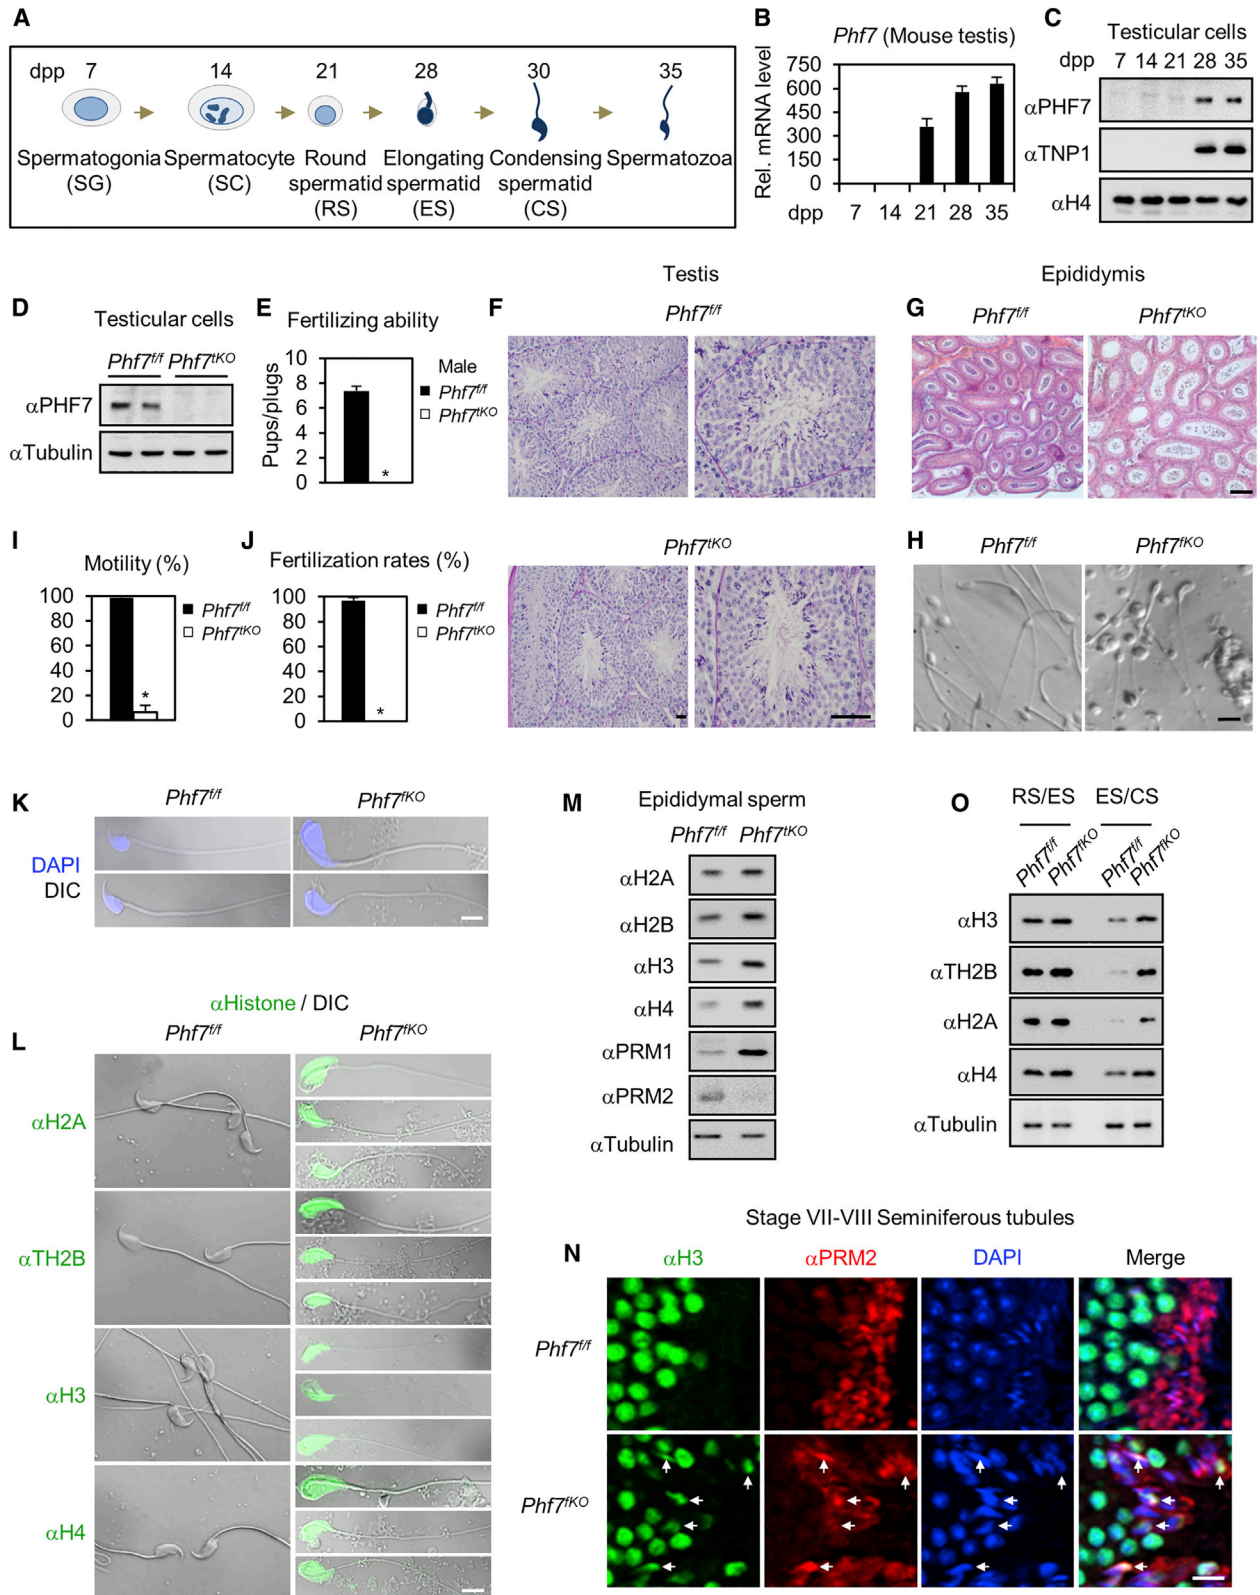 A
dpp 7 14 21 28 30 35
Spermatogonia Spermatocyte Round Elongating Condensing Spermatozoa
(SG) (SC) spermatid spermatid spermatid
(RS) (ES) (CS)
B
Phf7 (Mouse testis)
Rel. mRNA level
750
600
450
300
150
0
dpp 7 14 21 28 35
C
Testicular cells
dpp 7 14 21 28 35
αPHF7
αTNP1
αH4
D
Testicular cells
Phf7f/f Phf7tKO
αPHF7
αTubulin
E
Fertilizing ability
Pups/plugs
10
8
6
4
2
0
*
Male
Phf7f/f
Phf7tKO
Testis
F
Phf7f/f
Phf7tKO
Epididymis
G
Phf7f/f Phf7tKO
H
Phf7f/f Phf7fKO
I
Motility (%)
100
80
60
40
20
0
*
Phf7f/f
Phf7tKO
J
Fertilization rates (%)
100
80
60
40
20
0
*
Phf7f/f
Phf7tKO
K
Phf7f/f Phf7fKO
DAPI
DIC
αHistone / DIC
L
Phf7f/f Phf7fKO
αH2A
αTH2B
αH3
αH4
M
Epididymal sperm
Phf7f/f Phf7tKO
αH2A
αH2B
αH3
αH4
αPRM1
αPRM2
αTubulin
O
RS/ES ES/CS
Phf7f/f Phf7fKO Phf7f/f Phf7fKO
αH3
αTH2B
αH2A
αH4
αTubulin
Stage VII-VIII Seminiferous tubules
N
αH3 αPRM2 DAPI Merge
Phf7f/f
Phf7fKO